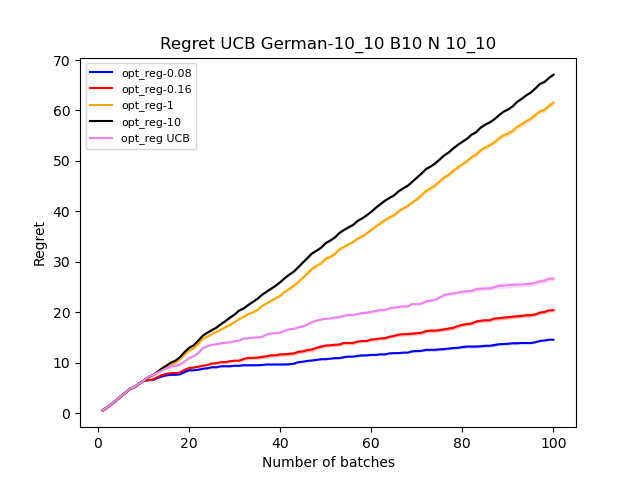 Regret UCB German-10_10 B10 N 10_10
opt_reg-0.08
opt_reg-0.16
opt_reg-1
opt_reg-10
opt_reg UCB
Regret
70
60
50
40
30
20
10
0
0 20 40 60 80 100
Number of batches